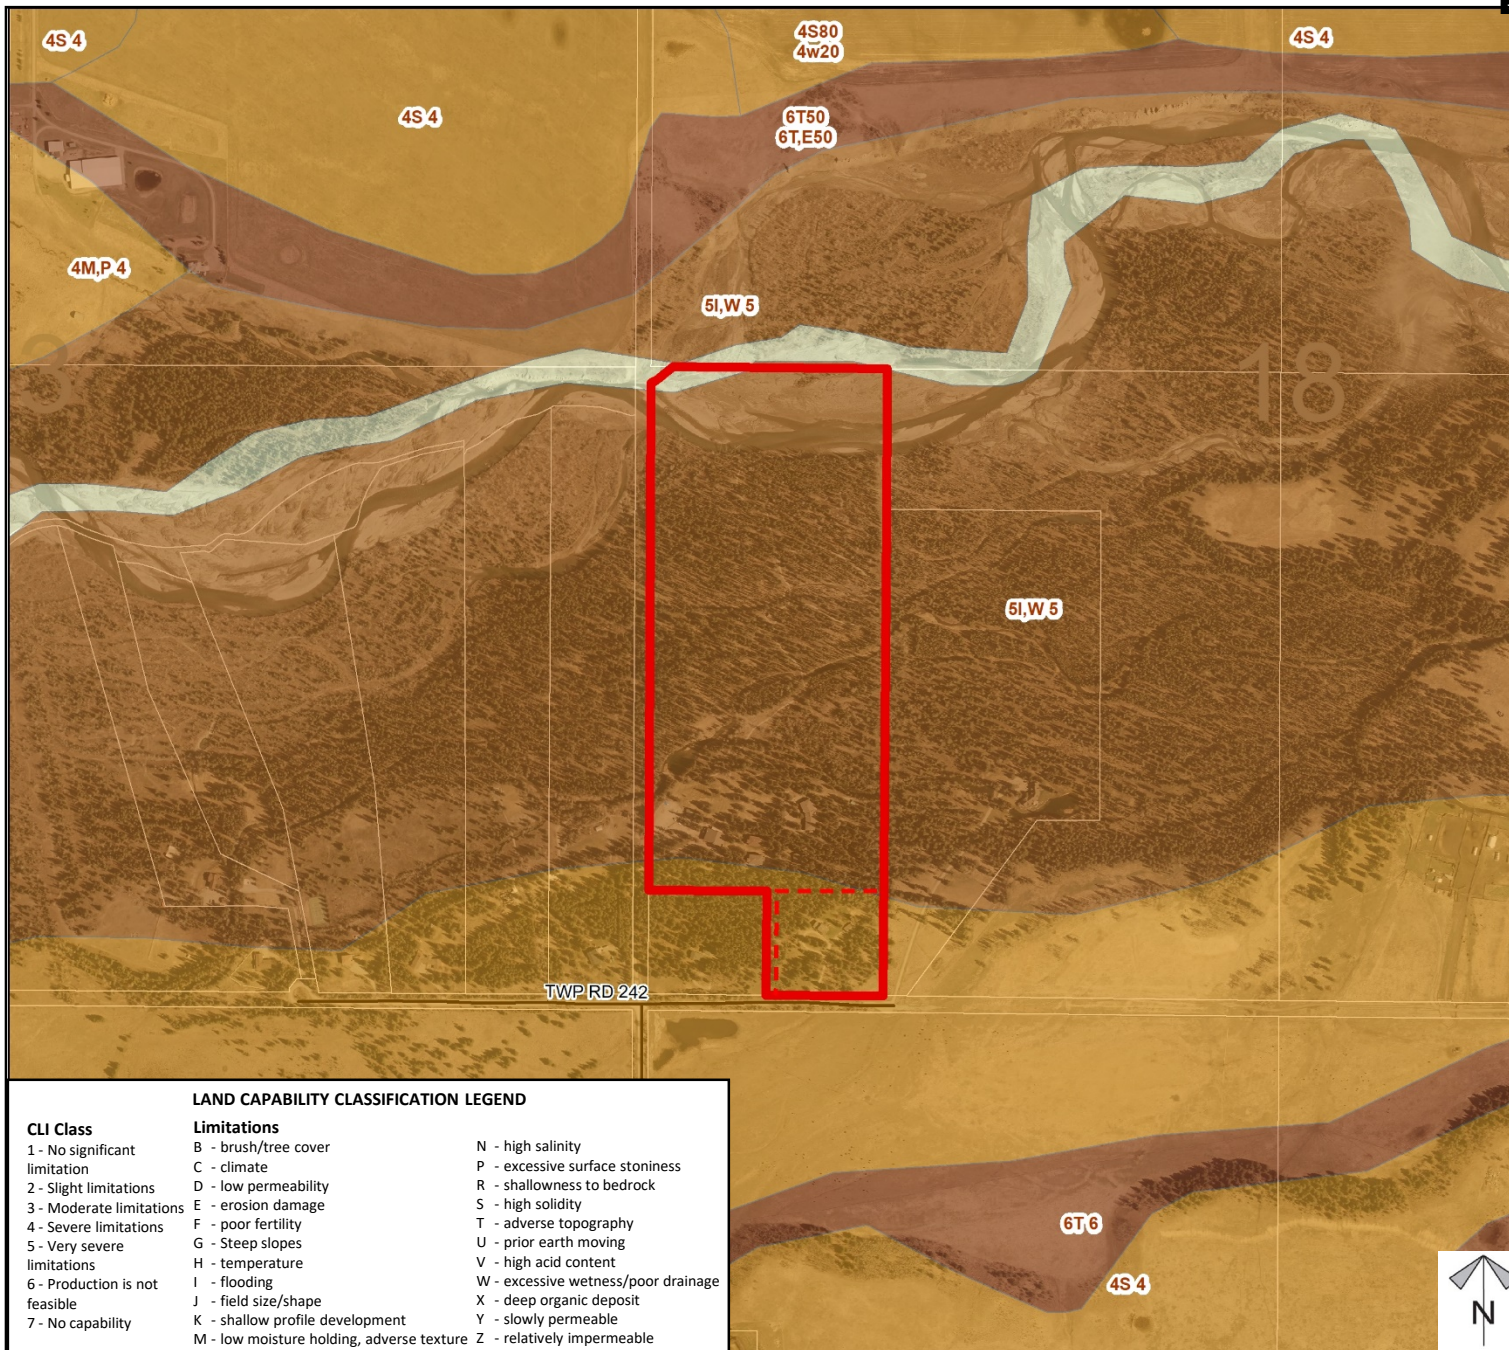 4S 4
4S80
4w20
4S 4
4S 4
6T50
6T,E50
4M,P 4
5I,W 5
3
18
5I,W 5
TWP RD 242
6T 6
4S 4
N
LAND CAPABILITY CLASSIFICATION LEGEND
CLI Class
1 - No significant
limitation
2 - Slight limitations
3 - Moderate limitations
4 - Severe limitations
5 - Very severe
limitations
6 - Production is not
feasible
7 - No capability
Limitations
B - brush/tree cover
C - climate
D - low permeability
E - erosion damage
F - poor fertility
G - Steep slopes
H - temperature
I - flooding
J - field size/shape
K - shallow profile development
M - low moisture holding, adverse texture
N - high salinity
P - excessive surface stoniness
R - shallowness to bedrock
S - high solidity
T - adverse topography
U - prior earth moving
V - high acid content
W - excessive wetness/poor drainage
X - deep organic deposit
Y - slowly permeable
Z - relatively impermeable